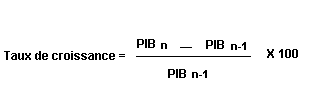 Taux de croissance = PIB n — PIB n-1 X 100
PIB n-1